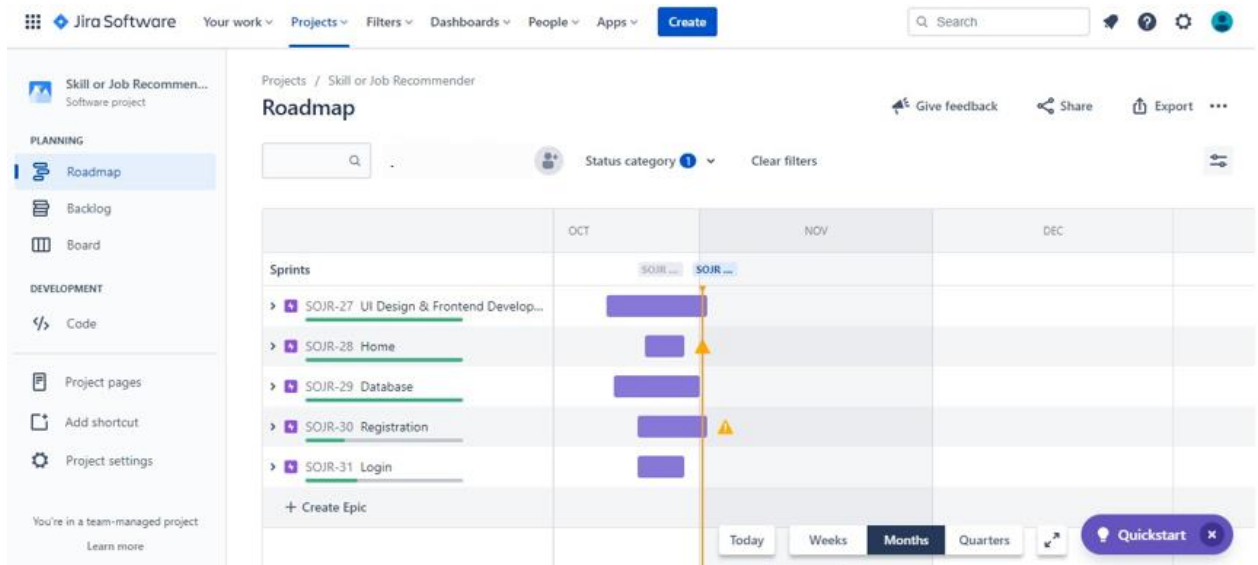 Jira Software Your work Projects Filters Dashboards People Apps Create Search
Skill or Job Recommen...
Software project
PLANNING
Roadmap
Backlog
Board
DEVELOPMENT
Code
Project pages
Add shortcut
Project settings
You're in a team-managed project
Learn more
Projects / Skill or Job Recommender
Roadmap
Give feedback Share Export
Status category 1 Clear filters
OCT NOV DEC
Sprints SOJR ... SOJR ...
SOJR-27 UI Design & Frontend Develop...
SOJR-28 Home
SOJR-29 Database
SOJR-30 Registration
SOJR-31 Login
+ Create Epic
Today Weeks Months Quarters Quickstart